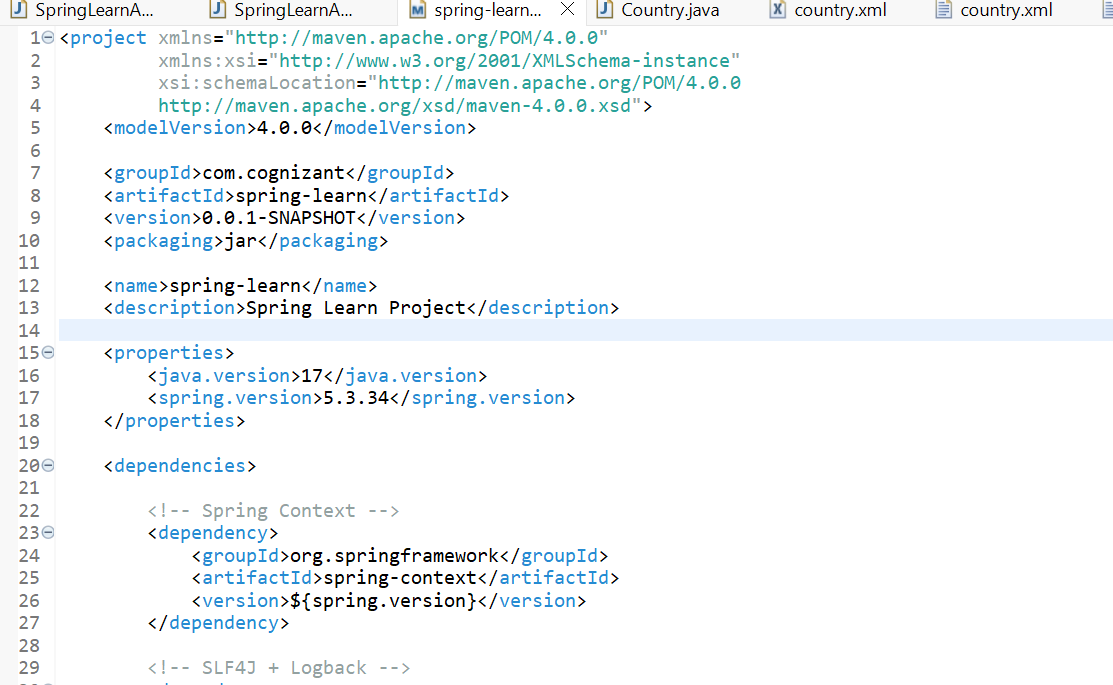 SpringLearnA... SpringLearnA... spring-learn... Country.java country.xml country.xml
1 <project xmlns="http://maven.apache.org/POM/4.0.0"
2 xmlns:xsi="http://www.w3.org/2001/XMLSchema-instance"
3 xsi:schemaLocation="http://maven.apache.org/POM/4.0.0
4 http://maven.apache.org/xsd/maven-4.0.0.xsd">
5 <modelVersion>4.0.0</modelVersion>
6
7 <groupId>com.cognizant</groupId>
8 <artifactId>spring-learn</artifactId>
9 <version>0.0.1-SNAPSHOT</version>
10 <packaging>jar</packaging>
11
12 <name>spring-learn</name>
13 <description>Spring Learn Project</description>
14
15 <properties>
16 <java.version>17</java.version>
17 <spring.version>5.3.34</spring.version>
18 </properties>
19
20 <dependencies>
21
22 <!-- Spring Context -->
23 <dependency>
24 <groupId>org.springframework</groupId>
25 <artifactId>spring-context</artifactId>
26 <version>${spring.version}</version>
27 </dependency>
28
29 <!-- SLF4J + Logback -->